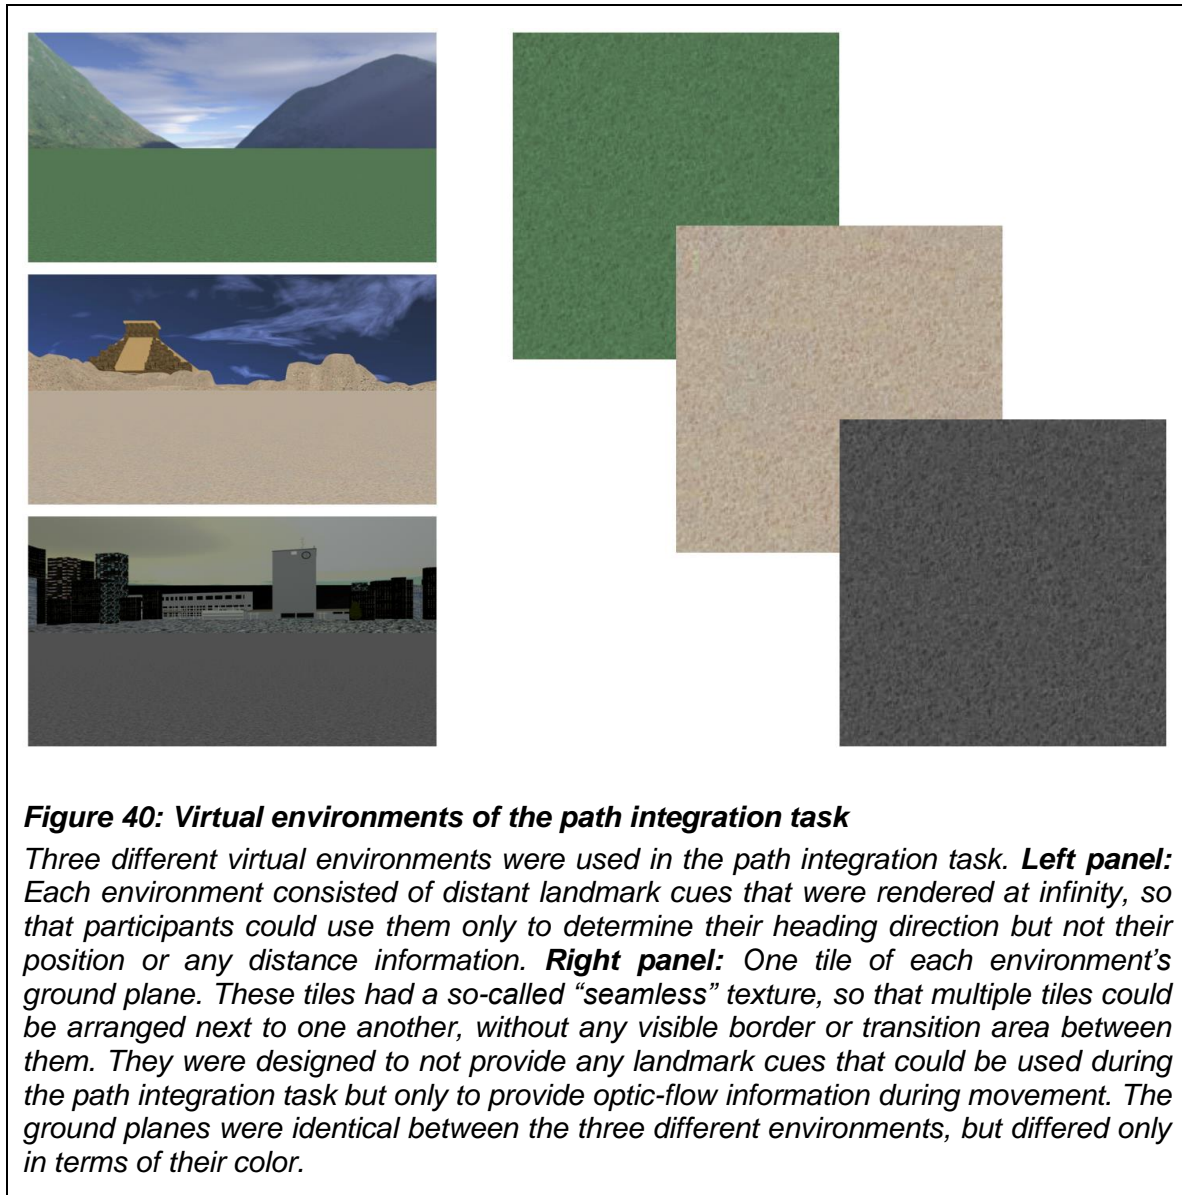 Figure 40: Virtual environments of the path integration task
Three different virtual environments were used in the path integration task. Left panel:
Each environment consisted of distant landmark cues that were rendered at infinity, so
that participants could use them only to determine their heading direction but not their
position or any distance information. Right panel: One tile of each environment's
ground plane. These tiles had a so-called “seamless” texture, so that multiple tiles could
be arranged next to one another, without any visible border or transition area between
them. They were designed to not provide any landmark cues that could be used during
the path integration task but only to provide optic-flow information during movement. The
ground planes were identical between the three different environments, but differed only
in terms of their color.